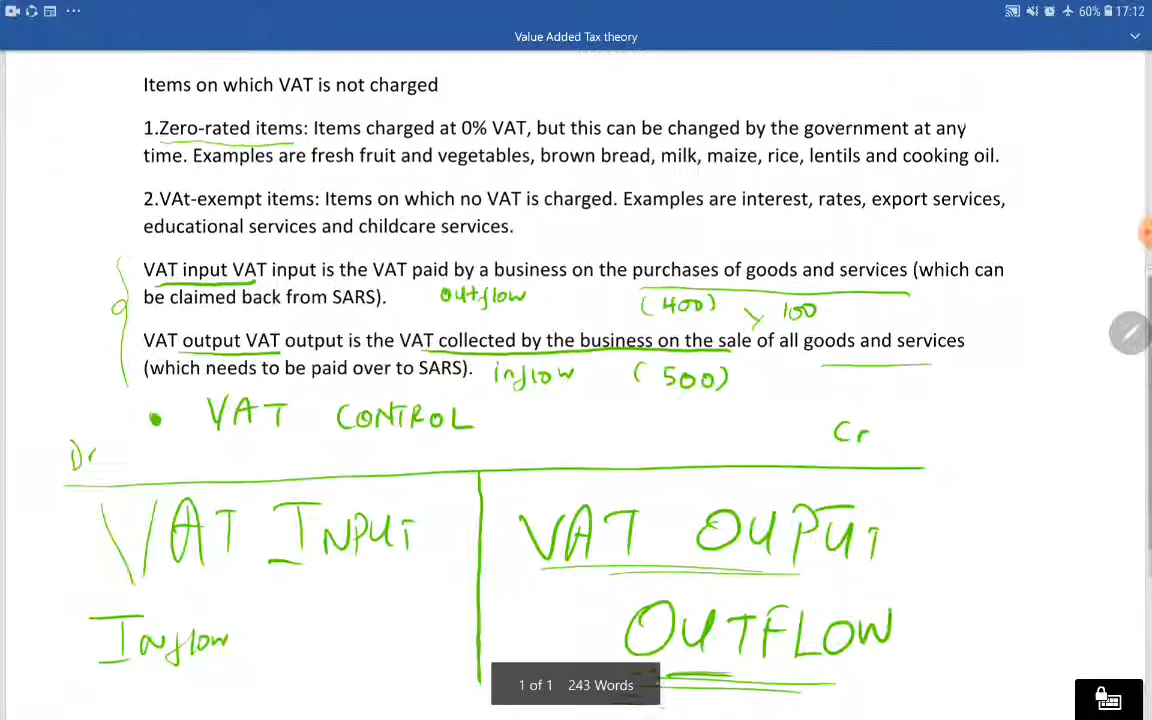 60% 17:12
Value Added Tax theory
Items on which VAT is not charged
1.Zero-rated items: Items charged at 0% VAT, but this can be changed by the government at any
time. Examples are fresh fruit and vegetables, brown bread, milk, maize, rice, lentils and cooking oil.
2.VAt-exempt items: Items on which no VAT is charged. Examples are interest, rates, export services,
educational services and childcare services.
VAT input VAT input is the VAT paid by a business on the purchases of goods and services (which can
be claimed back from SARS). outflow (400) > 100
VAT output VAT output is the VAT collected by the business on the sale of all goods and services
(which needs to be paid over to SARS). inflow (500)
• VAT CONTROL
Dr Cr
VAT INPUT VAT OUPUT
Inflow OUTFLOW
1 of 1 243 Words